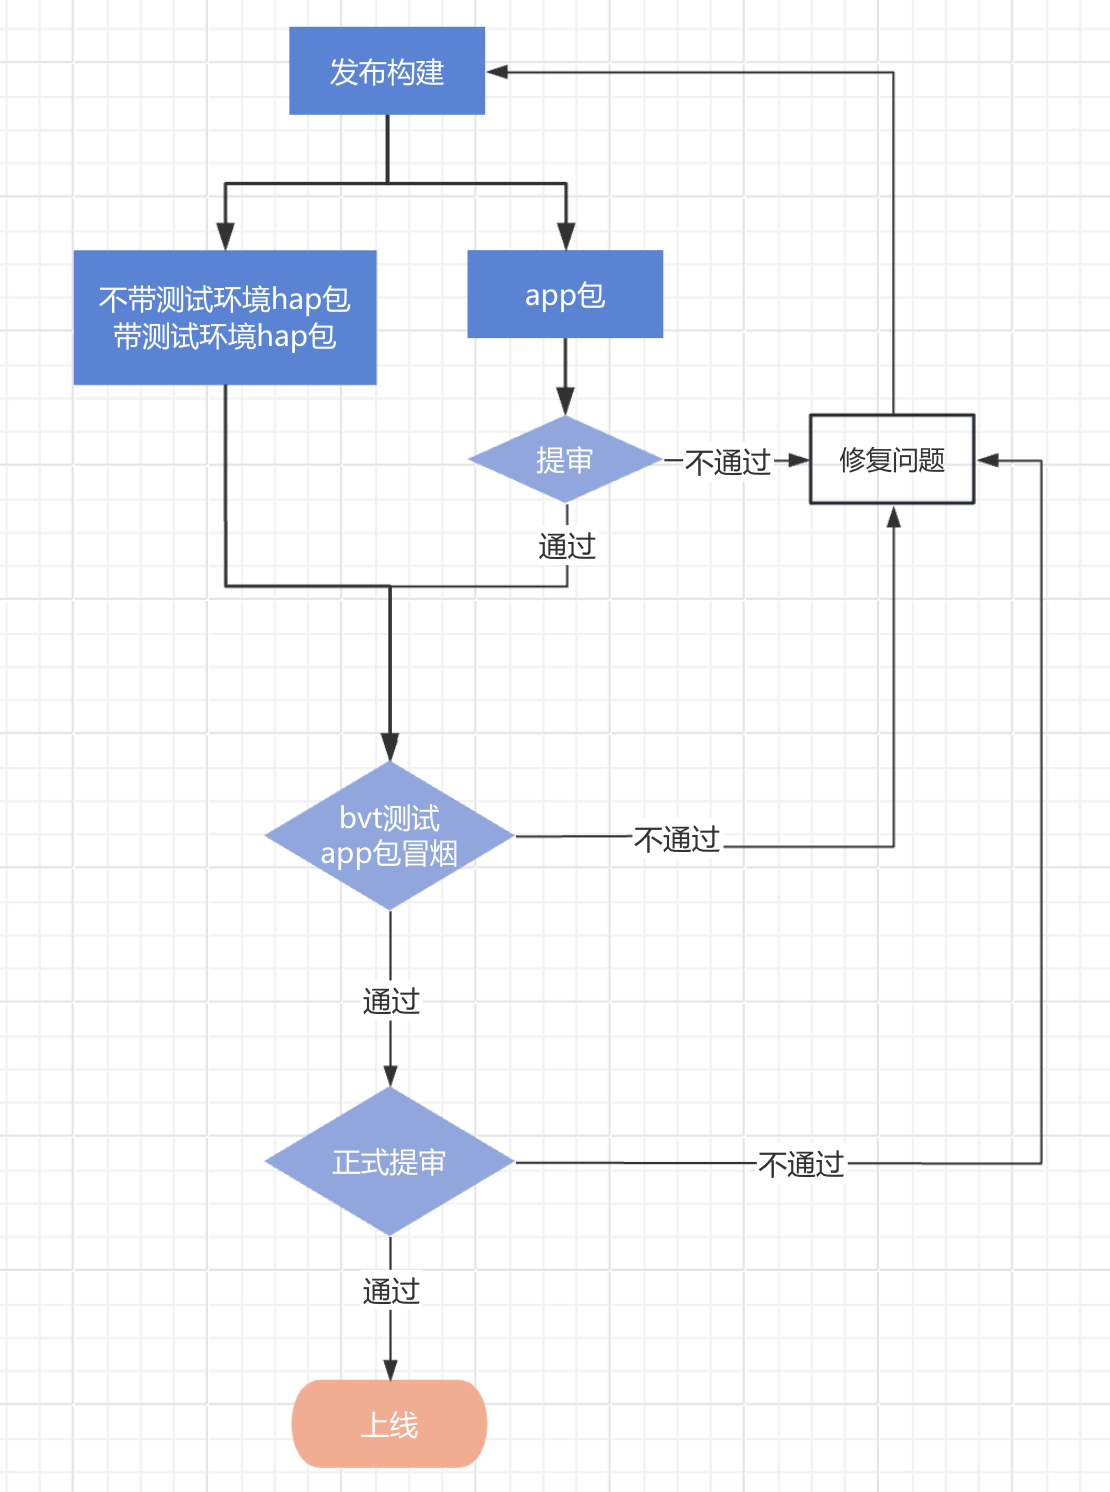 发布构建
不带测试环境hap包
带测试环境hap包
app包
提审
不通过
修复问题
通过
bvt测试
app包冒烟
不通过
通过
正式提审
不通过
通过
上线